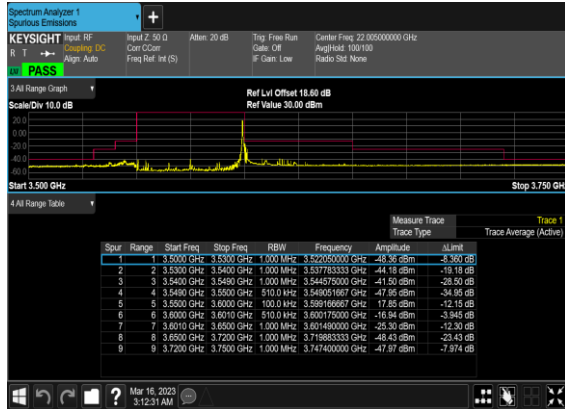 Spectrum Analyzer 1
Spurious Emissions
KEYSIGHT Input: RF Input Z: 50 Ω Atten: 20 dB Trig: Free Run Center Freq: 22.005000000 GHz
R T Coupling: DC Corr CCorr Gate: Off Avg|Hold: 100/100
Align: Auto Freq Ref: Int (S) IF Gain: Low Radio Std: None
PASS
3 All Range Graph
Ref Lvl Offset 18.60 dB
Scale/Div 10.0 dB Ref Value 30.00 dBm
20.0
0.00
-20.0
-40.0
-60.0
Start 3.500 GHz Stop 3.750 GH
4 All Range Table
Measure Trace Trace 1
Trace Type Trace Average (Active)
Spur Range Start Freq Stop Freq RBW Frequency Amplitude ΔLimit
1 1 3.5000 GHz 3.5300 GHz 1.000 MHz 3.522050000 GHz -48.36 dBm -8.360 dB
2 2 3.5300 GHz 3.5400 GHz 1.000 MHz 3.537783333 GHz -44.19 dBm -19.18 dB
3 3 3.5400 GHz 3.5490 GHz 1.000 MHz 3.544575000 GHz -41.50 dBm -28.50 dB
4 4 3.5490 GHz 3.5500 GHz 510.0 kHz 3.549051667 GHz -47.95 dBm -34.95 dB
5 5 3.5500 GHz 3.6000 GHz 100.0 kHz 3.599166667 GHz 17.85 dBm -12.15 dB
6 6 3.6000 GHz 3.6010 GHz 510.0 kHz 3.600175000 GHz -16.94 dBm -3.945 dB
7 7 3.6010 GHz 3.6500 GHz 1.000 MHz 3.601490000 GHz -25.30 dBm -12.30 dB
8 8 3.6500 GHz 3.7200 GHz 1.000 MHz 3.719883333 GHz -48.43 dBm -23.43 dB
9 9 3.7200 GHz 3.7500 GHz 1.000 MHz 3.747400000 GHz -47.97 dBm -7.974 dB
Mar 16, 2023
3:12:31 AM